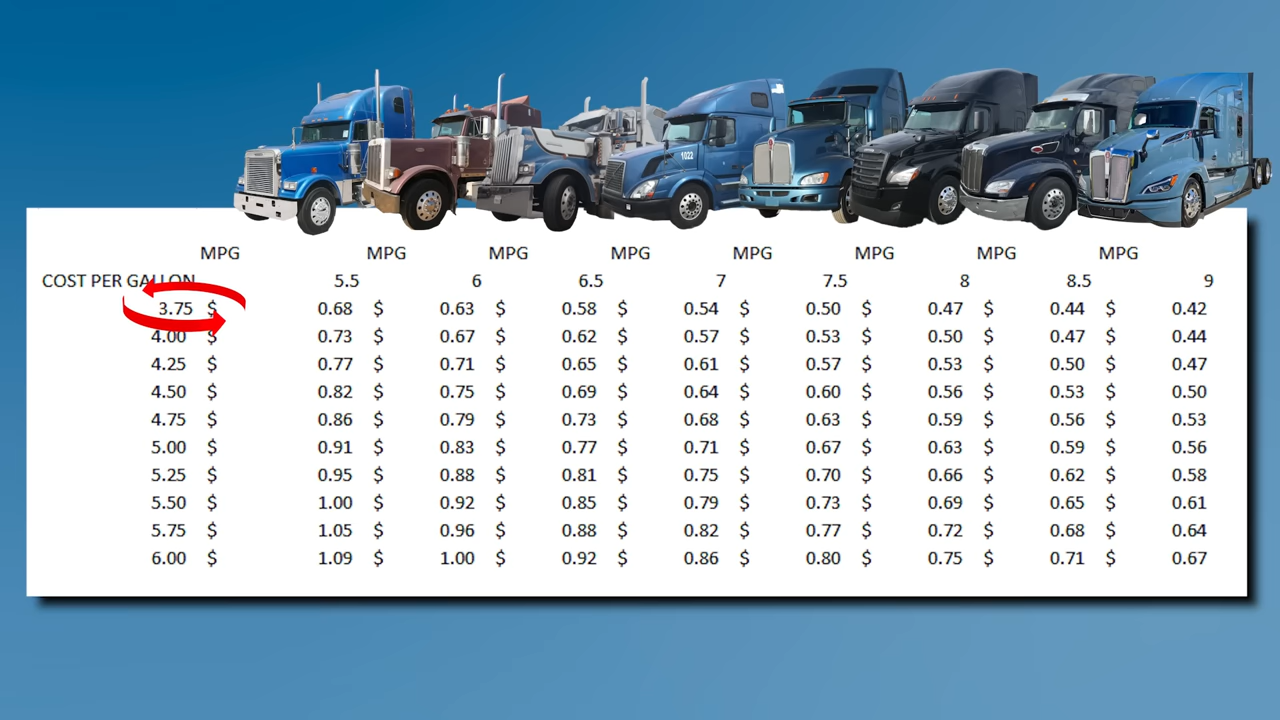 1022
MPG MPG MPG MPG MPG MPG MPG MPG
COST PER GALLON 5.5 6 6.5 7 7.5 8 8.5 9
3.75 $ 0.68 $ 0.63 $ 0.58 $ 0.54 $ 0.50 $ 0.47 $ 0.44 $ 0.42
4.00 $ 0.73 $ 0.67 $ 0.62 $ 0.57 $ 0.53 $ 0.50 $ 0.47 $ 0.44
4.25 $ 0.77 $ 0.71 $ 0.65 $ 0.61 $ 0.57 $ 0.53 $ 0.50 $ 0.47
4.50 $ 0.82 $ 0.75 $ 0.69 $ 0.64 $ 0.60 $ 0.56 $ 0.53 $ 0.50
4.75 $ 0.86 $ 0.79 $ 0.73 $ 0.68 $ 0.63 $ 0.59 $ 0.56 $ 0.53
5.00 $ 0.91 $ 0.83 $ 0.77 $ 0.71 $ 0.67 $ 0.63 $ 0.59 $ 0.56
5.25 $ 0.95 $ 0.88 $ 0.81 $ 0.75 $ 0.70 $ 0.66 $ 0.62 $ 0.58
5.50 $ 1.00 $ 0.92 $ 0.85 $ 0.79 $ 0.73 $ 0.69 $ 0.65 $ 0.61
5.75 $ 1.05 $ 0.96 $ 0.88 $ 0.82 $ 0.77 $ 0.72 $ 0.68 $ 0.64
6.00 $ 1.09 $ 1.00 $ 0.92 $ 0.86 $ 0.80 $ 0.75 $ 0.71 $ 0.67